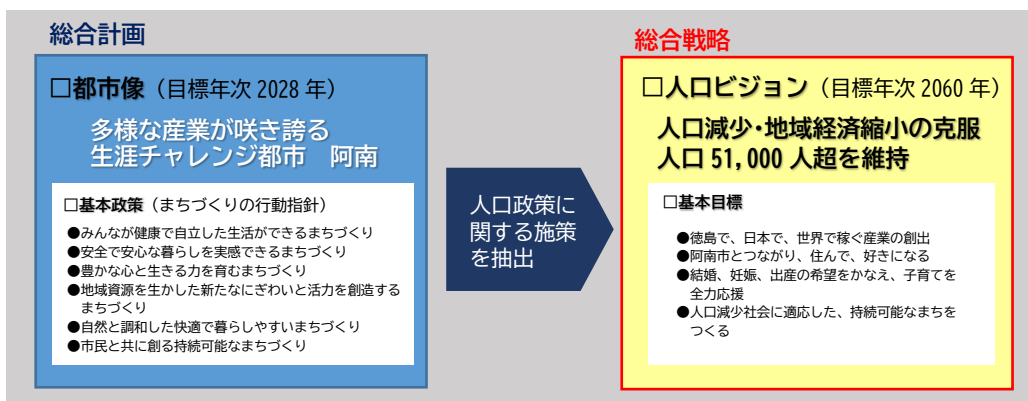 総合計画
□都市像（目標年次 2028 年）
多様な産業が咲き誇る
生涯チャレンジ都市　阿南
□基本政策（まちづくりの行動指針）
●みんなが健康で自立した生活ができるまちづくり
●安全で安心な暮らしを実感できるまちづくり
●豊かな心と生きる力を育むまちづくり
●地域資源を生かした新たなにぎわいと活力を創造する
まちづくり
●自然と調和した快適で暮らしやすいまちづくり
●市民と共に創る持続可能なまちづくり
人口政策に
関する施策
を抽出
総合戦略
□人口ビジョン（目標年次 2060 年）
人口減少・地域経済縮小の克服
人口 51,000 人超を維持
□基本目標
●徳島で、日本で、世界で稼ぐ産業の創出
●阿南市とつながり、住んで、好きになる
●結婚、妊娠、出産の希望をかなえ、子育てを
全力応援
●人口減少社会に適応した、持続可能なまちを
つくる